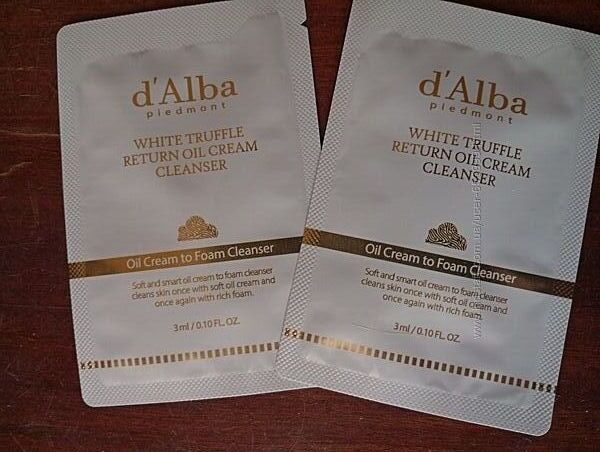 d'Alba
piedmont
WHITE TRUFFLE
RETURN OIL CREAM
CLEANSER
Oil Cream to Foam Cleanser
Soft and smart oil cream to foam cleanser
cleans skin once with soft oil cream and
once again with rich foam.
3 ml / 0.10 FL. OZ.
d'Alba
piedmont
WHITE TRUFFLE
RETURN OIL CREAM
CLEANSER
Oil Cream to Foam Cleanser
Soft and smart oil cream to foam cleanser
cleans skin once with soft oil cream and
once again with rich foam.
3 ml / 0.10 FL. OZ.